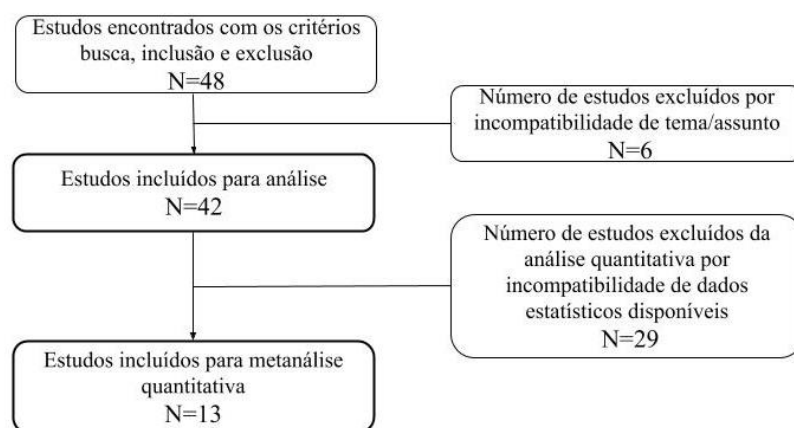 Estudos encontrados com os critérios
busca, inclusão e exclusão
N=48
Número de estudos excluídos por
incompatibilidade de tema/assunto
N=6
Estudos incluídos para análise
N=42
Número de estudos excluídos da
análise quantitativa por
incompatibilidade de dados
estatísticos disponíveis
N=29
Estudos incluídos para metanálise
quantitativa
N=13